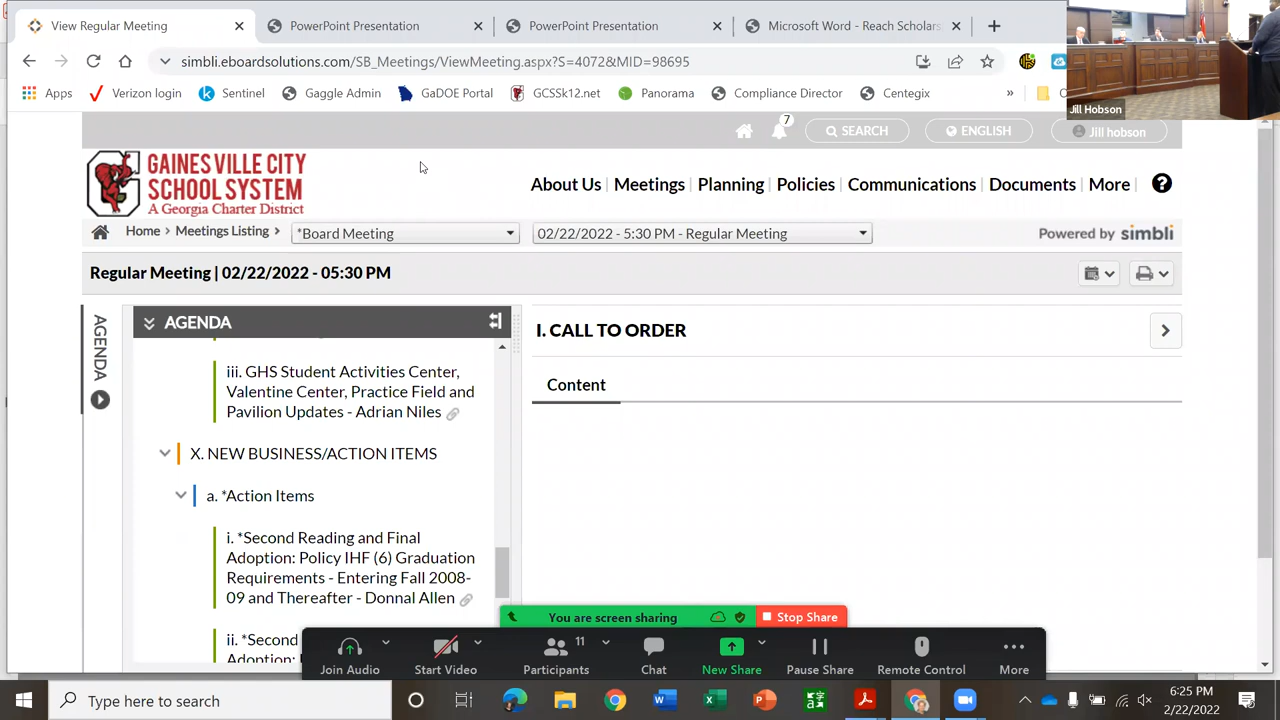 View Regular Meeting
PowerPoint Presentation
PowerPoint Presentation
Microsoft Word - Reach Scholars
simbli.eboardsolutions.com/SB_Meetings/ViewMeeting.aspx?S=4072&MID=98695
Apps
Verizon login
Sentinel
Gaggle Admin
GaDOE Portal
GCSSk12.net
Panorama
Compliance Director
Centegix
»
Jill Hobson
7
SEARCH
ENGLISH
Jill hobson
GAINESVILLE CITY
SCHOOL SYSTEM
A Georgia Charter District
About Us
Meetings
Planning
Policies
Communications
Documents
More
?
Home
Meetings Listing
*Board Meeting
02/22/2022 - 5:30 PM - Regular Meeting
Powered by simbli
Regular Meeting | 02/22/2022 - 05:30 PM
AGENDA
AGENDA
I. CALL TO ORDER
Content
iii. GHS Student Activities Center,
Valentine Center, Practice Field and
Pavilion Updates - Adrian Niles
X. NEW BUSINESS/ACTION ITEMS
a. *Action Items
i. *Second Reading and Final
Adoption: Policy IHF (6) Graduation
Requirements - Entering Fall 2008-
09 and Thereafter - Donnal Allen
ii. *Second
You are screen sharing
Stop Share
Join Audio
Start Video
Participants
11
Chat
New Share
Pause Share
Remote Control
More
Type here to search
6:25 PM
2/22/2022